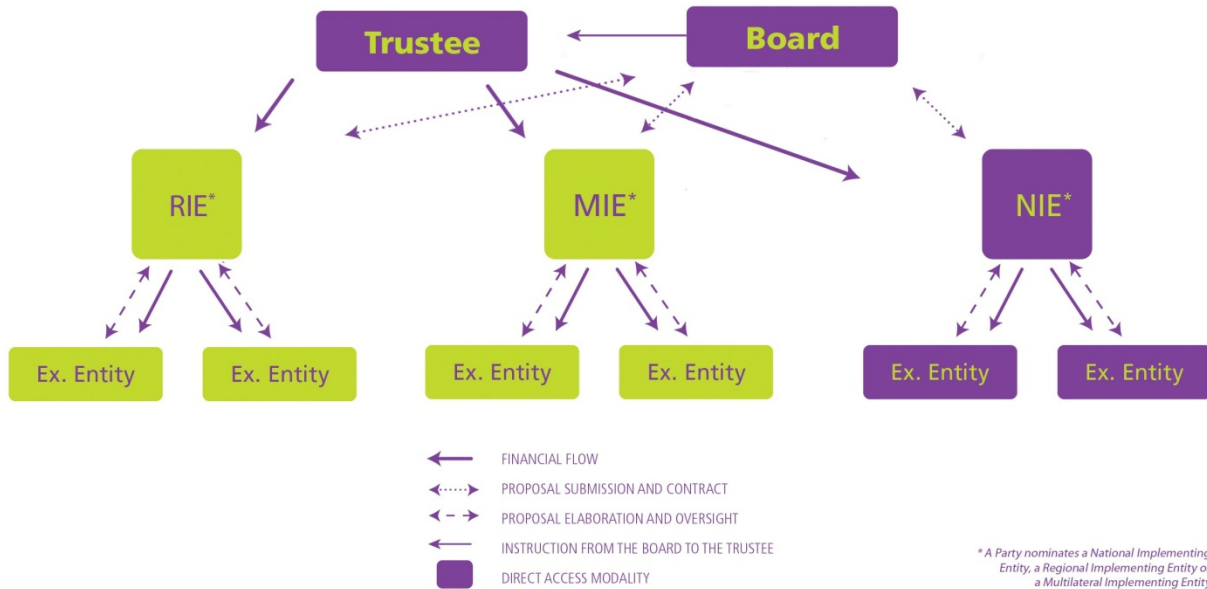 Trustee
Board
RIE*
MIE*
NIE*
Ex. Entity
Ex. Entity
Ex. Entity
Ex. Entity
Ex. Entity
Ex. Entity
FINANCIAL FLOW
PROPOSAL SUBMISSION AND CONTRACT
PROPOSAL ELABORATION AND OVERSIGHT
INSTRUCTION FROM THE BOARD TO THE TRUSTEE
DIRECT ACCESS MODALITY
* A Party nominates a National Implementing
Entity, a Regional Implementing Entity o
a Multilateral Implementing Entity